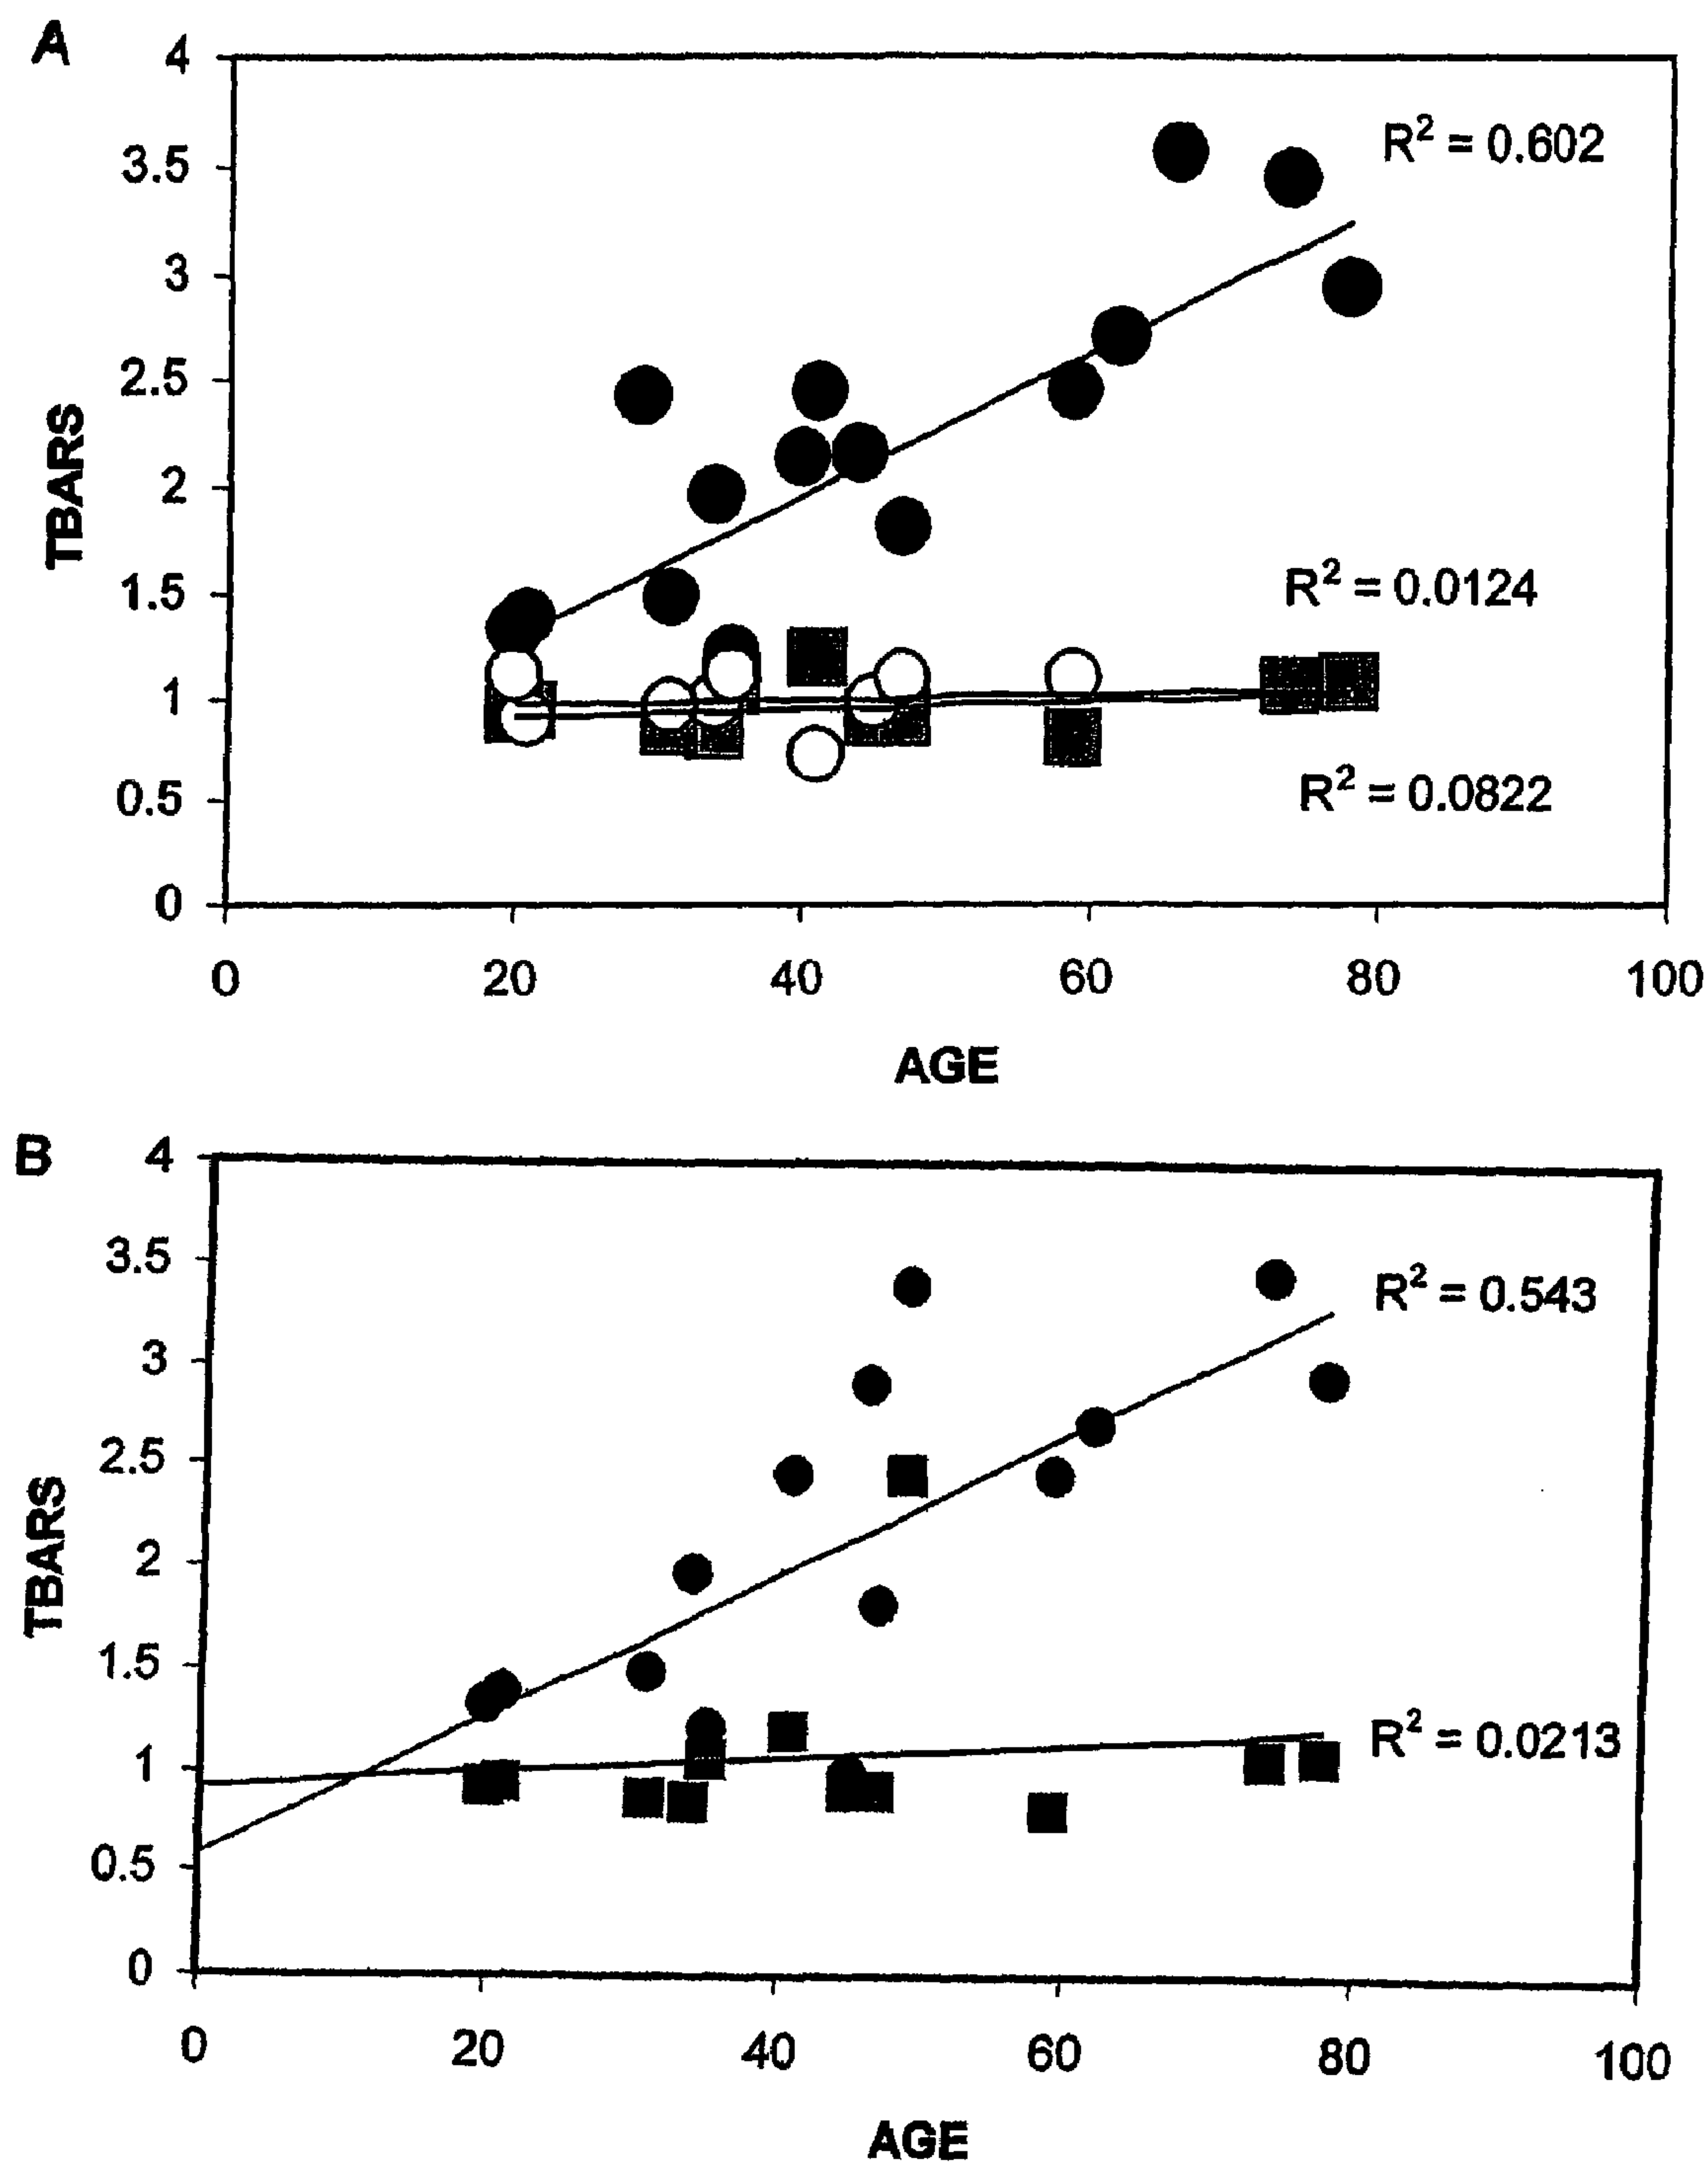 A
4
3.5
R² = 0.602
3
2.5
TBARS
2
1.5
R² = 0.0124
1
0.5
R² = 0.0822
0
0 20 40 60 80 100
AGE
B
4
3.5
R² = 0.543
3
2.5
TBARS
2
1.5
1
R² = 0.0213
0.5
0
0 20 40 60 80 100
AGE